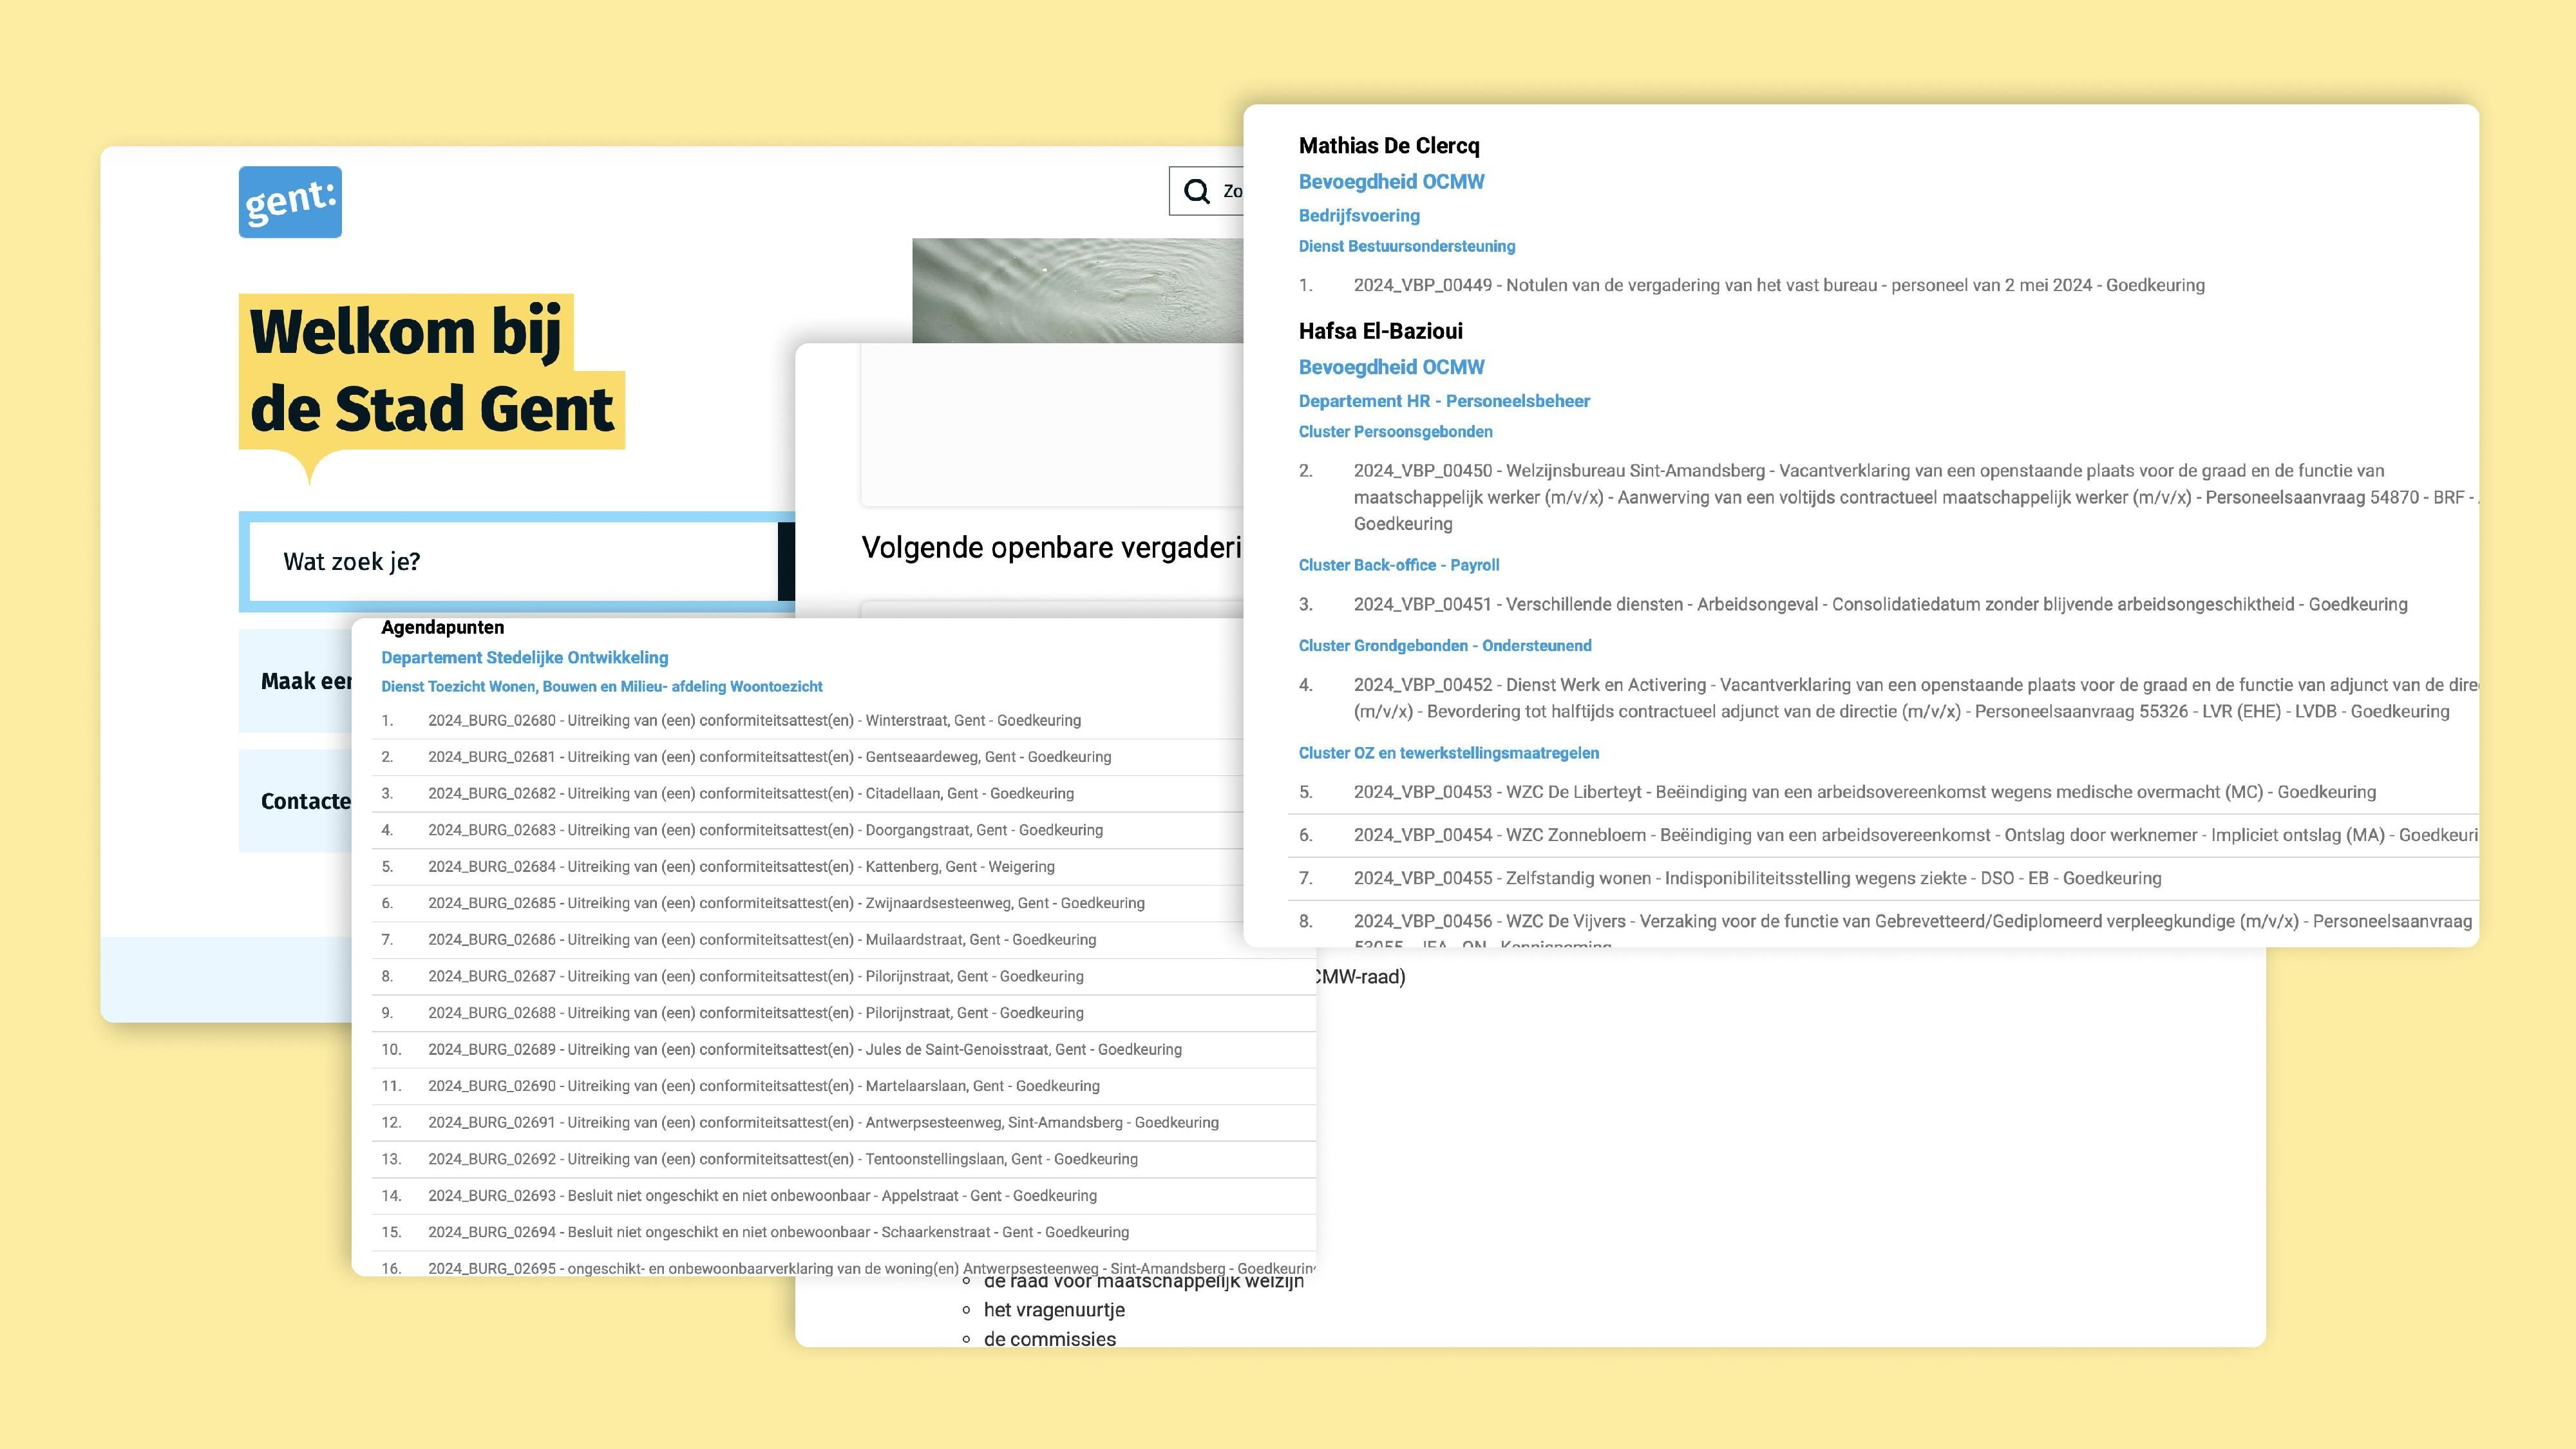 gent:
Zo
Welkom bij
de Stad Gent
Wat zoek je?
Maak een
Contacte
Volgende openbare vergaderi
CMW-raad)
de raad voor maatschappelijk welzijn
het vragenuurtje
de commissies
Agendapunten
Departement Stedelijke Ontwikkeling
Dienst Toezicht Wonen, Bouwen en Milieu- afdeling Woontoezicht
1. 2024_BURG_02680 - Uitreiking van (een) conformiteitsattest(en) - Winterstraat, Gent - Goedkeuring
2. 2024_BURG_02681 - Uitreiking van (een) conformiteitsattest(en) - Gentseaardeweg, Gent - Goedkeuring
3. 2024_BURG_02682 - Uitreiking van (een) conformiteitsattest(en) - Citadellaan, Gent - Goedkeuring
4. 2024_BURG_02683 - Uitreiking van (een) conformiteitsattest(en) - Doorgangstraat, Gent - Goedkeuring
5. 2024_BURG_02684 - Uitreiking van (een) conformiteitsattest(en) - Kattenberg, Gent - Weigering
6. 2024_BURG_02685 - Uitreiking van (een) conformiteitsattest(en) - Zwijnaardsesteenweg, Gent - Goedkeuring
7. 2024_BURG_02686 - Uitreiking van (een) conformiteitsattest(en) - Muilaardstraat, Gent - Goedkeuring
8. 2024_BURG_02687 - Uitreiking van (een) conformiteitsattest(en) - Pilorijnstraat, Gent - Goedkeuring
9. 2024_BURG_02688 - Uitreiking van (een) conformiteitsattest(en) - Pilorijnstraat, Gent - Goedkeuring
10. 2024_BURG_02689 - Uitreiking van (een) conformiteitsattest(en) - Jules de Saint-Genoisstraat, Gent - Goedkeuring
11. 2024_BURG_02690 - Uitreiking van (een) conformiteitsattest(en) - Martelaarslaan, Gent - Goedkeuring
12. 2024_BURG_02691 - Uitreiking van (een) conformiteitsattest(en) - Antwerpsesteenweg, Sint-Amandsberg - Goedkeuring
13. 2024_BURG_02692 - Uitreiking van (een) conformiteitsattest(en) - Tentoonstellingslaan, Gent - Goedkeuring
14. 2024_BURG_02693 - Besluit niet ongeschikt en niet onbewoonbaar - Appelstraat - Gent - Goedkeuring
15. 2024_BURG_02694 - Besluit niet ongeschikt en niet onbewoonbaar - Schaarkenstraat - Gent - Goedkeuring
16. 2024_BURG_02695 - ongeschikt- en onbewoonbaarverklaring van de woning(en) Antwerpsesteenweg - Sint-Amandsberg - Goedkeuring
Mathias De Clercq
Bevoegdheid OCMW
Bedrijfsvoering
Dienst Bestuursondersteuning
1. 2024_VBP_00449 - Notulen van de vergadering van het vast bureau - personeel van 2 mei 2024 - Goedkeuring
Hafsa El-Bazioui
Bevoegdheid OCMW
Departement HR - Personeelsbeheer
Cluster Persoonsgebonden
2. 2024_VBP_00450 - Welzijnsbureau Sint-Amandsberg - Vacantverklaring van een openstaande plaats voor de graad en de functie van
maatschappelijk werker (m/v/x) - Aanwerving van een voltijds contractueel maatschappelijk werker (m/v/x) - Personeelsaanvraag 54870 - BRF -
Goedkeuring
Cluster Back-office - Payroll
3. 2024_VBP_00451 - Verschillende diensten - Arbeidsongeval - Consolidatiedatum zonder blijvende arbeidsongeschiktheid - Goedkeuring
Cluster Grondgebonden - Ondersteunend
4. 2024_VBP_00452 - Dienst Werk en Activering - Vacantverklaring van een openstaande plaats voor de graad en de functie van adjunct van de dire
(m/v/x) - Bevordering tot halftijds contractueel adjunct van de directie (m/v/x) - Personeelsaanvraag 55326 - LVR (EHE) - LVDB - Goedkeuring
Cluster OZ en tewerkstellingsmaatregelen
5. 2024_VBP_00453 - WZC De Liberteyt - Beëindiging van een arbeidsovereenkomst wegens medische overmacht (MC) - Goedkeuring
6. 2024_VBP_00454 - WZC Zonnebloem - Beëindiging van een arbeidsovereenkomst - Ontslag door werknemer - Impliciet ontslag (MA) - Goedkeuri
7. 2024_VBP_00455 - Zelfstandig wonen - Indisponibiliteitsstelling wegens ziekte - DSO - EB - Goedkeuring
8. 2024_VBP_00456 - WZC De Vijvers - Verzaking voor de functie van Gebrevetteerd/Gediplomeerd verpleegkundige (m/v/x) - Personeelsaanvraag